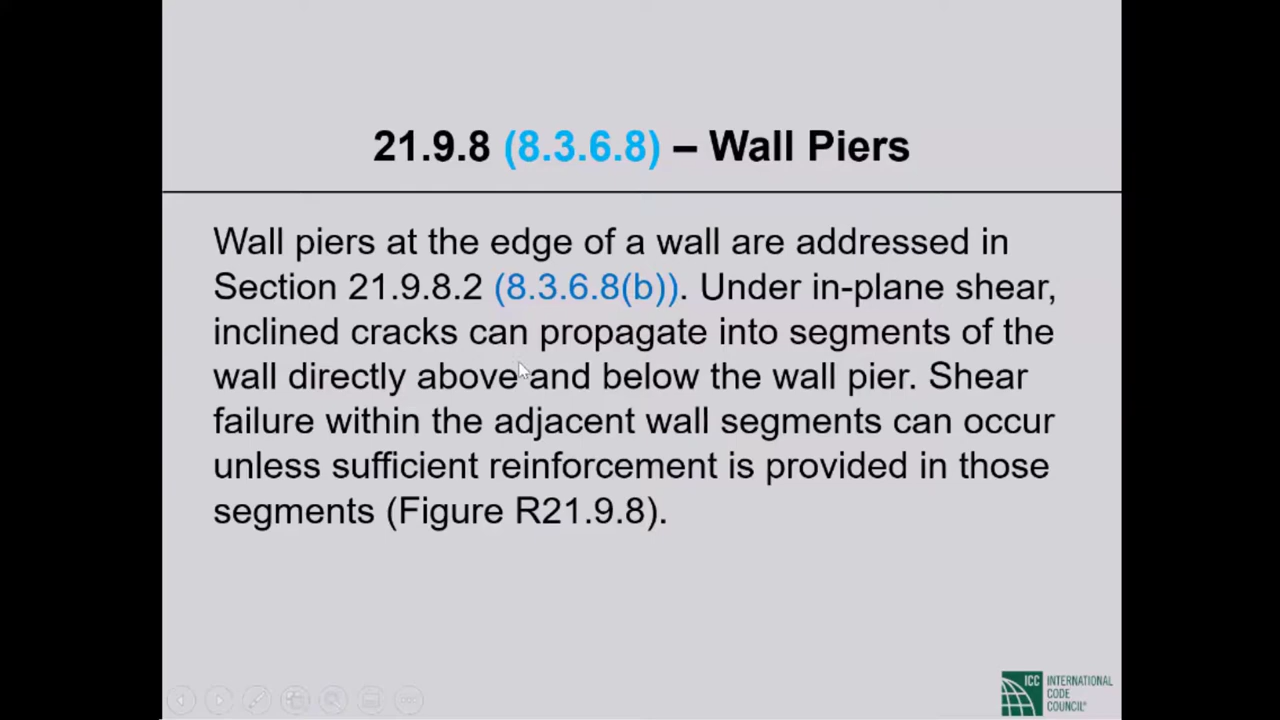 21.9.8 (8.3.6.8) – Wall Piers
Wall piers at the edge of a wall are addressed in
Section 21.9.8.2 (8.3.6.8(b)). Under in-plane shear,
inclined cracks can propagate into segments of the
wall directly above and below the wall pier. Shear
failure within the adjacent wall segments can occur
unless sufficient reinforcement is provided in those
segments (Figure R21.9.8).
ICC INTERNATIONAL
CODE
COUNCIL®